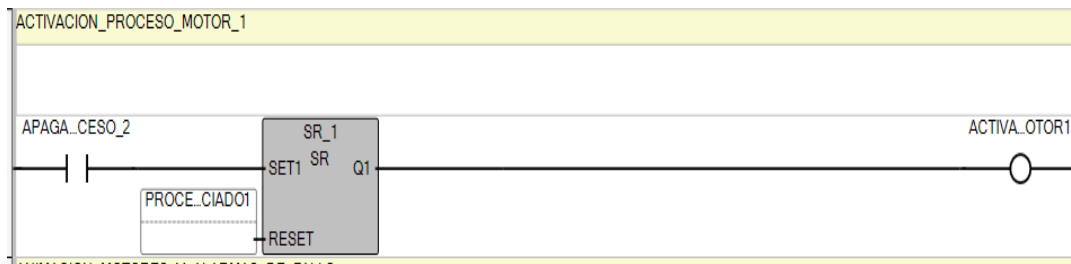 ACTIVACION_PROCESO_MOTOR_1
APAGA...CESO_2
SR_1
ACTIVA...OTOR1
SET1 SR Q1
PROCE...CIADO1
RESET